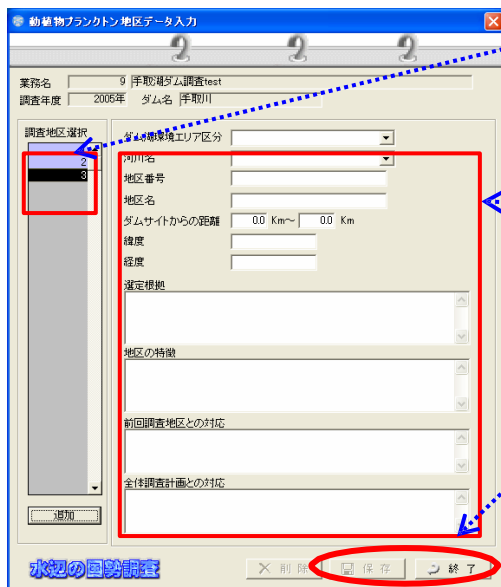 動植物プランクトン地区データ入力
業務名 9 手取湖ダム調査test
調査年度 2005年 ダム名 手取川
調査地区選択
2
3
追加
ダム湖環境エリア区分
河川名
地区番号
地区名
ダムサイトからの距離 0.0 Km～ 0.0 Km
緯度
経度
選定根拠
地区の特徴
前回調査地区との対応
全体調査計画との対応
水辺の国勢調査 削除 保存 終了